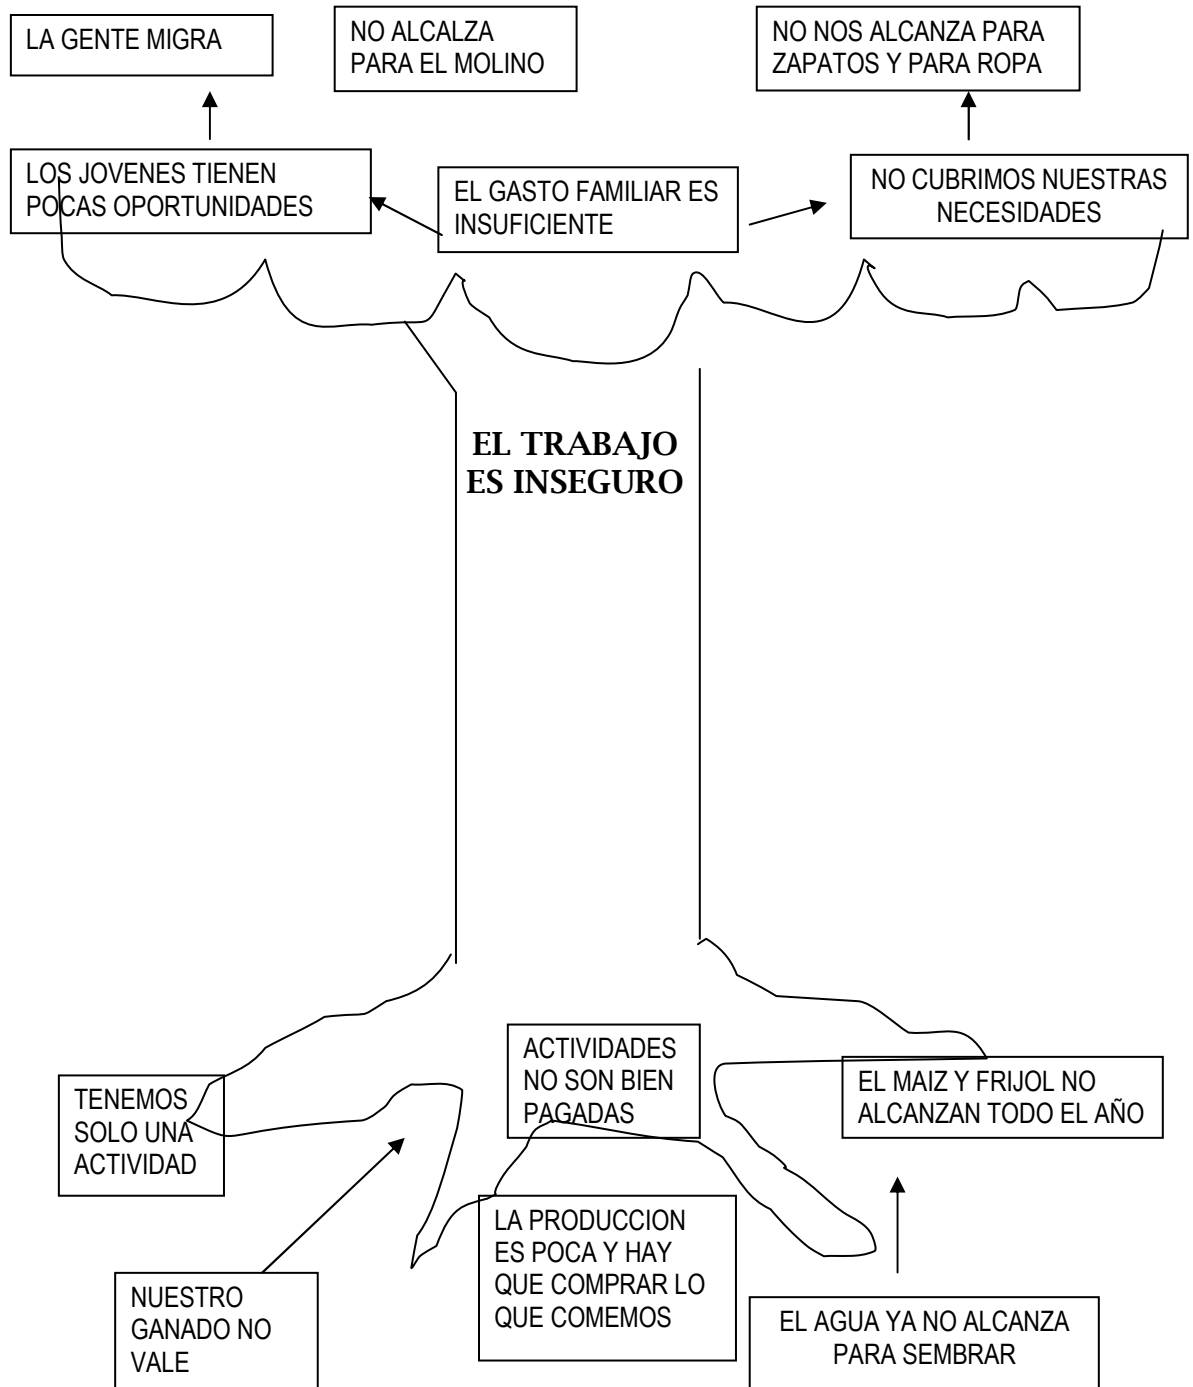 LA GENTE MIGRA
NO ALCALZA
PARA EL MOLINO
NO NOS ALCANZA PARA
ZAPATOS Y PARA ROPA
LOS JOVENES TIENEN
POCAS OPORTUNIDADES
EL GASTO FAMILIAR ES
INSUFICIENTE
NO CUBRIMOS NUESTRAS
NECESIDADES
EL TRABAJO
ES INSEGURO
TENEMOS
SOLO UNA
ACTIVIDAD
ACTIVIDADES
NO SON BIEN
PAGADAS
EL MAIZ Y FRIJOL NO
ALCANZAN TODO EL AÑO
NUESTRO
GANADO NO
VALE
LA PRODUCCION
ES POCA Y HAY
QUE COMPRAR LO
QUE COMEMOS
EL AGUA YA NO ALCANZA
PARA SEMBRAR